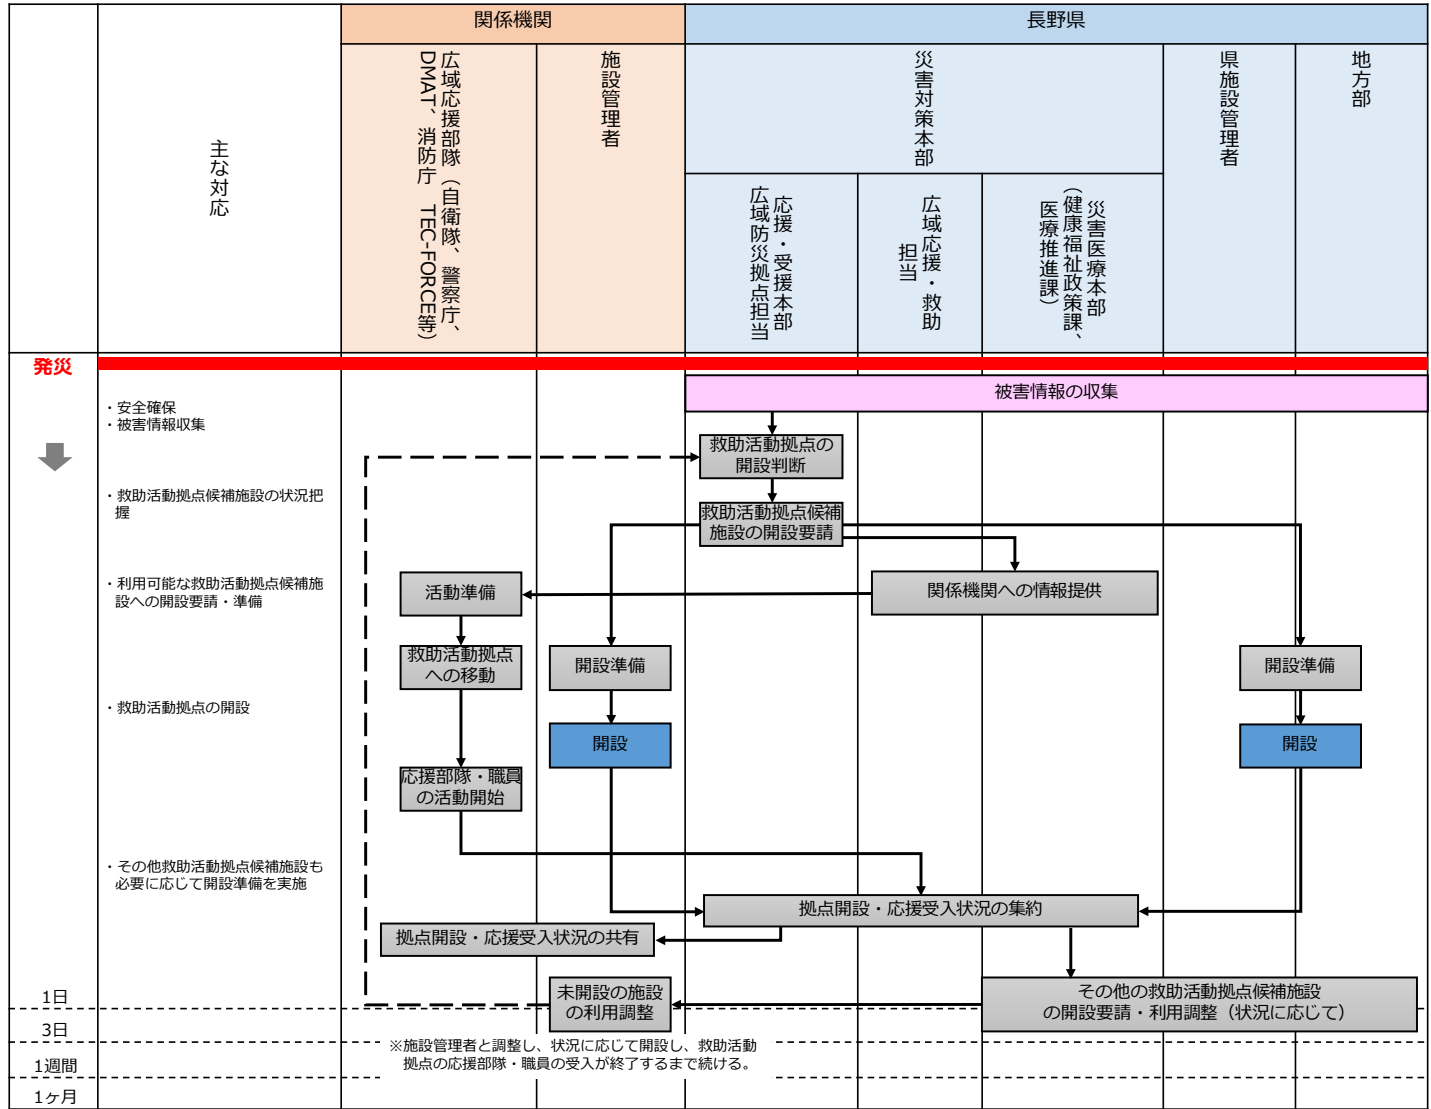 関係機関
長野県
主な対応
広域応援部隊（自衛隊、警察庁、
DMAT、消防庁　TEC-FORCE等）
施設管理者
災害対策本部
県施設管理者
地方部
応援・受援本部
広域防災拠点担当
広域応援・救助
担当
災害医療本部
（健康福祉政策課、
医療推進課）
発災
被害情報の収集
・安全確保
・被害情報収集
救助活動拠点の
開設判断
・救助活動拠点候補施設の状況把
握
救助活動拠点候補
施設の開設要請
・利用可能な救助活動拠点候補施
設への開設要請・準備
活動準備
関係機関への情報提供
救助活動拠点
への移動
開設準備
開設準備
・救助活動拠点の開設
開設
開設
応援部隊・職員
の活動開始
・その他救助活動拠点候補施設も
必要に応じて開設準備を実施
拠点開設・応援受入状況の集約
拠点開設・応援受入状況の共有
未開設の施設
の利用調整
その他の救助活動拠点候補施設
の開設要請・利用調整（状況に応じて）
1日
3日
※施設管理者と調整し、状況に応じて開設し、救助活動
拠点の応援部隊・職員の受入が終了するまで続ける。
1週間
1ヶ月